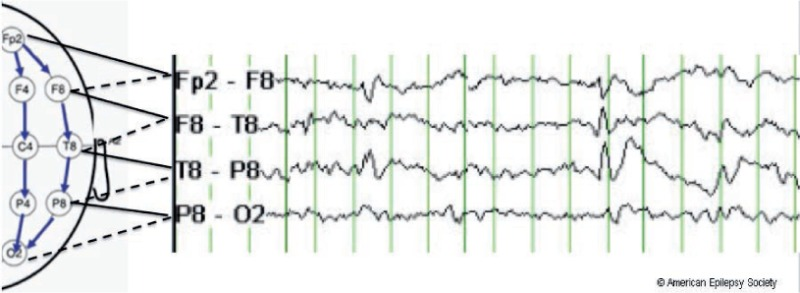 Fp2
F4
F8
C4
T8
A2
P4
P8
O2
Fp2 - F8
F8 - T8
T8 - P8
P8 - O2
© American Epilepsy Society